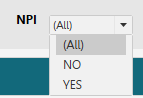 NPI (All)
(All)
NO
YES